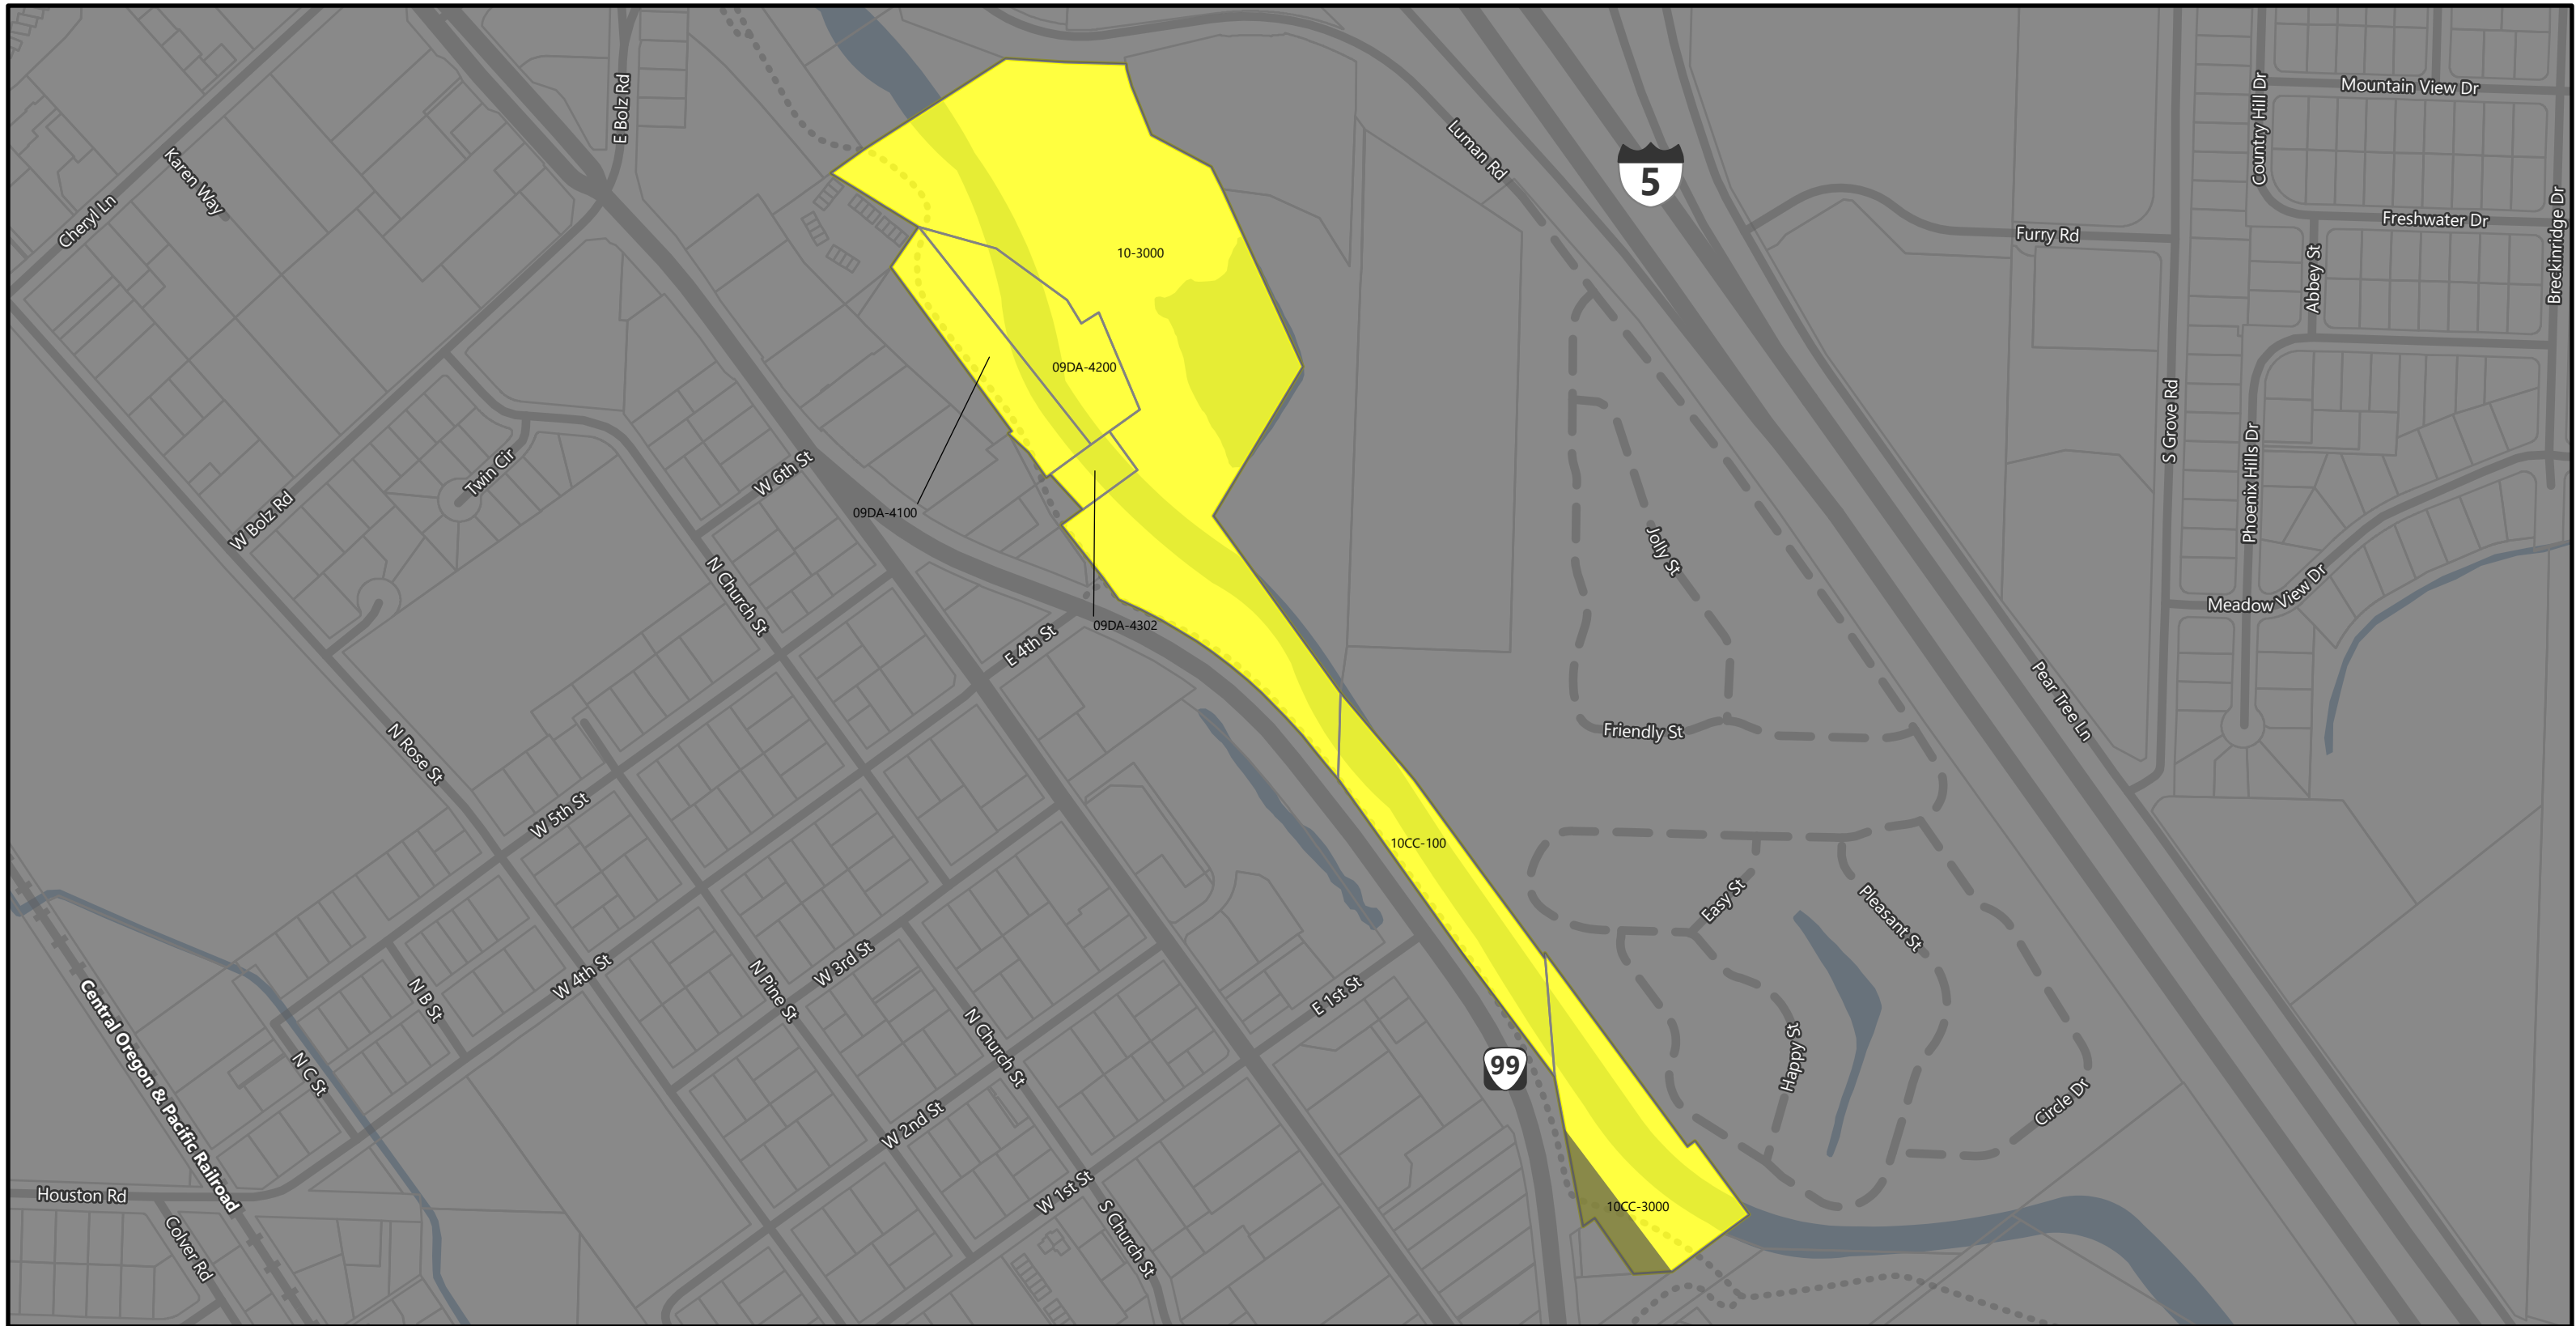 Mountain View Dr
Country Hill Dr
E Bolz Rd
Luman Rd
5
Karen Way
Cheryl Ln
Freshwater Dr
Furry Rd
Breckinridge Dr
Abbey St
10-3000
09DA-4200
S Grove Rd
Phoenix Hills Dr
W 6th St
Twin Cir
W Bolz Rd
09DA-4100
Jolly St
N Church St
Meadow View Dr
09DA-4302
E 4th St
Pear Tree Ln
Friendly St
N Rose St
W 5th St
10CC-100
Easy St
Pleasant St
W 3rd St
W 4th St
N Pine St
N B St
E 1st St
Central Oregon & Pacific Railroad
N Church St
99
Happy St
N C St
Circle Dr
W 2nd St
Houston Rd
W 1st St
10CC-3000
S Church St
Colver Rd